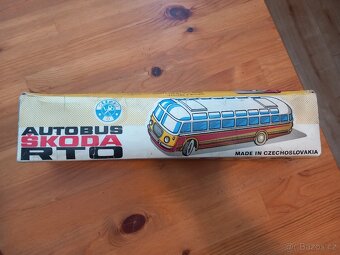 AUTOBUS
ŠKODA
RTO
MADE IN CZECHOSLOVAKIA